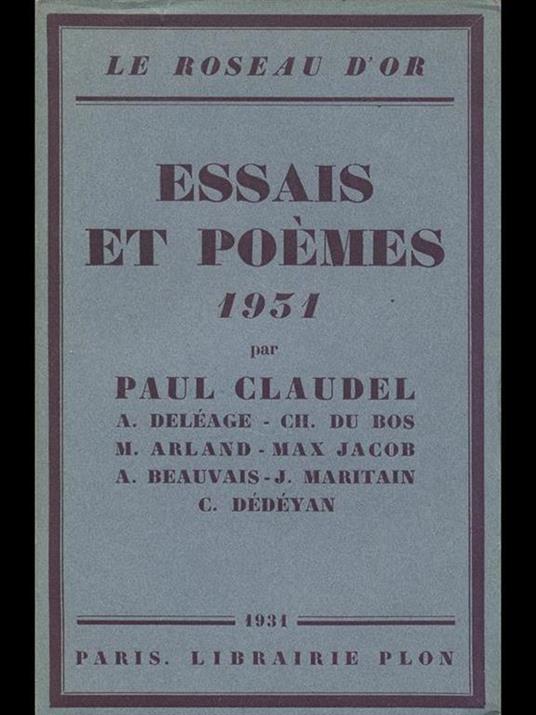 LE ROSEAU D'OR
ESSAIS
ET POÈMES
1931
par
PAUL CLAUDEL
A. DELÉAGE - CH. DU BOS
M. ARLAND - MAX JACOB
A. BEAUVAIS - J. MARITAIN
C. DÉDÉYAN
1931
PARIS. LIBRAIRIE PLON